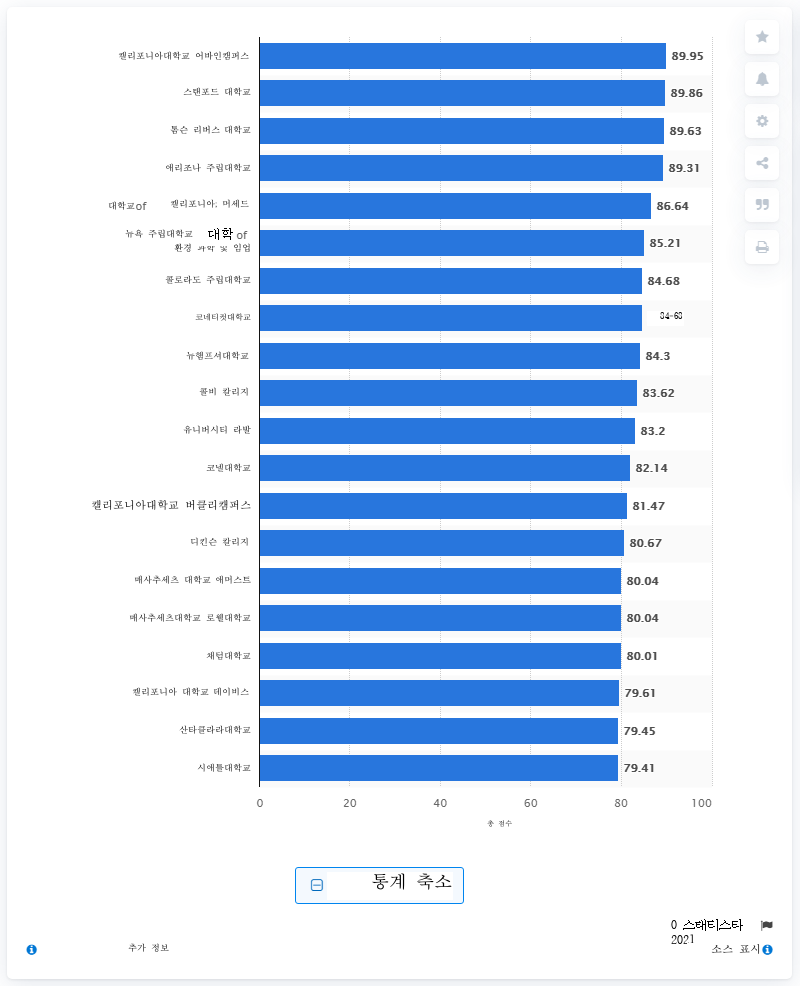 캘리포니아대학교 어바인캠퍼스 89.95
스탠포드 대학교 89.86
톰슨 리버스 대학교 89.63
애리조나 주립대학교 89.31
대학교of 캘리포니아; 머세드 86.64
뉴욕 주립대학교 대학 of
환경 과학 및 임업 85.21
콜로라도 주립대학교 84.68
코네티컷대학교 84-68
뉴햄프셔대학교 84.3
콜비 칼리지 83.62
유니버시티 라발 83.2
코넬대학교 82.14
캘리포니아대학교 버클리캠퍼스 81.47
디킨슨 칼리지 80.67
매사추세츠 대학교 애머스트 80.04
매사추세츠대학교 로웰대학교 80.04
채텀대학교 80.01
캘리포니아 대학교 데이비스 79.61
산타클라라대학교 79.45
시애틀대학교 79.41
0 20 40 60 80 100
총 점수
통계 축소
0 스태티스타
2021
추가 정보
소스 표시